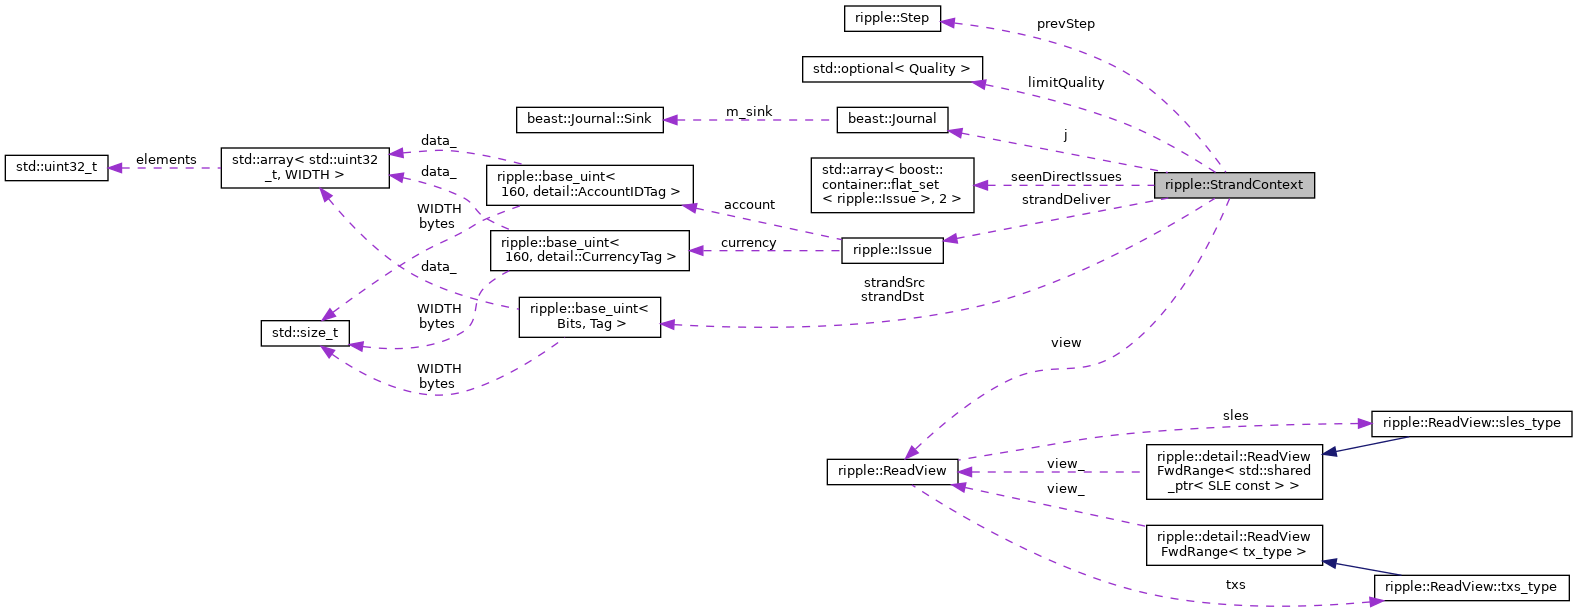 ripple::Step
prevStep
std::optional< Quality >
limitQuality
beast::Journal::Sink
m_sink
beast::Journal
j
std::uint32_t
elements
std::array< std::uint32
_t, WIDTH >
data_
data_
ripple::base_uint<
160, detail::AccountIDTag >
std::array< boost::
container::flat_set
< ripple::Issue >, 2 >
seenDirectIssues
ripple::StrandContext
strandDeliver
account
WIDTH
bytes
ripple::base_uint<
160, detail::CurrencyTag >
currency
ripple::Issue
data_
strandSrc
strandDst
WIDTH
bytes
ripple::base_uint<
Bits, Tag >
std::size_t
WIDTH
bytes
view
sles
ripple::ReadView::sles_type
ripple::ReadView
view_
ripple::detail::ReadView
FwdRange< std::shared
_ptr< SLE const > >
view_
ripple::detail::ReadView
FwdRange< tx_type >
txs
ripple::ReadView::txs_type